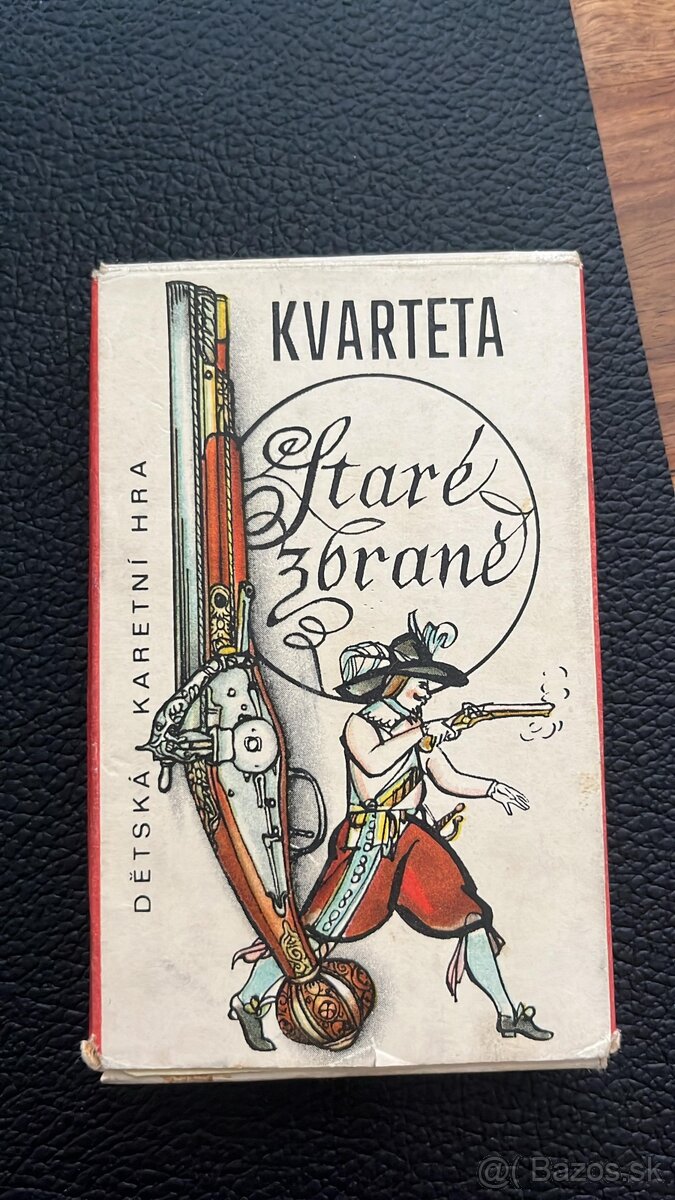 KVARTETA
Staré
zbraně
DĚTSKÁ KARETNÍ HRA
@( Bazos.sk